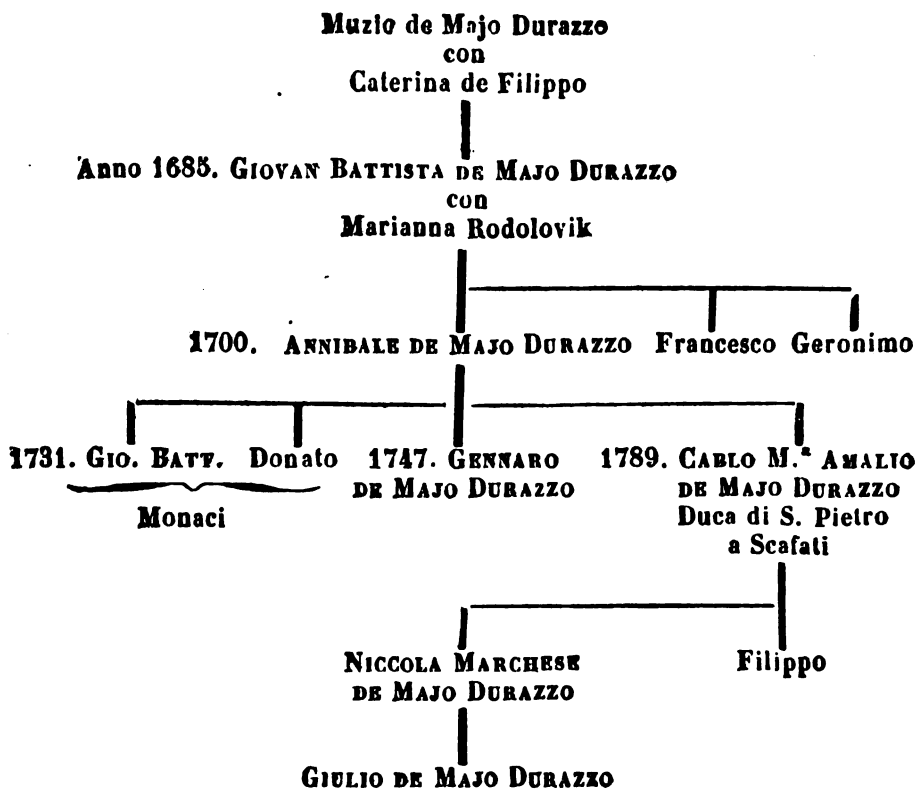 Muzio de Majo Durazzo
con
Caterina de Filippo
Anno 1685. GIOVAN BATTISTA DE MAJO DURAZZO
con
Marianna Rodolovik
1700. ANNIBALE DE MAJO DURAZZO Francesco Geronimo
1731. GIO. BATT. Donato 1747. GENNARO 1789. CARLO M.ª AMALIO
DE MAJO DURAZZO DE MAJO DURAZZO
Monaci Duca di S. Pietro
a Scafati
NICCOLA MARCHESE Filippo
DE MAJO DURAZZO
GIULIO DE MAJO DURAZZO